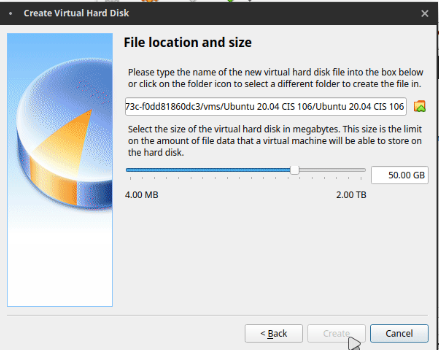 Create Virtual Hard Disk
File location and size
Please type the name of the new virtual hard disk file into the box below
or click on the folder icon to select a different folder to create the file in.
73c-f0dd81860dc3/vms/Ubuntu 20.04 CIS 106/Ubuntu 20.04 CIS 106
Select the size of the virtual hard disk in megabytes. This size is the limit
on the amount of file data that a virtual machine will be able to store on
the hard disk.
50.00 GB
4.00 MB 2.00 TB
< Back Create Cancel